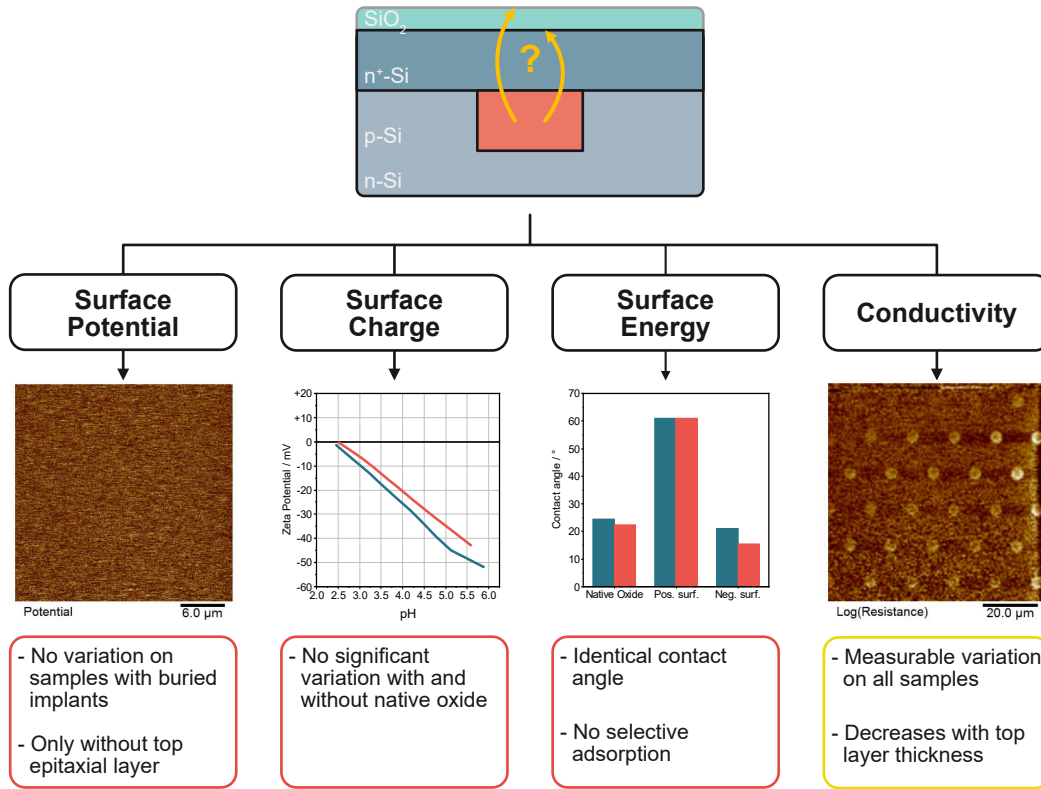 SiO₂
n⁺-Si
?
p-Si
n-Si
Surface
Potential
Surface
Charge
Surface
Energy
Conductivity
Potential
6.0 µm
+20
+10
0
-10
-20
-30
-40
-50
-60
Zeta Potential / mV
2.0 2.5 3.0 3.5 4.0 4.5 5.0 5.5 6.0
pH
70
60
50
40
30
20
10
0
Contact angle / °
Native Oxide Pos. surf. Neg. surf.
Log(Resistance)
20.0 µm
- No variation on
samples with buried
implants
- Only without top
epitaxial layer
- No significant
variation with and
without native oxide
- Identical contact
angle
- No selective
adsorption
- Measurable variation
on all samples
- Decreases with top
layer thickness